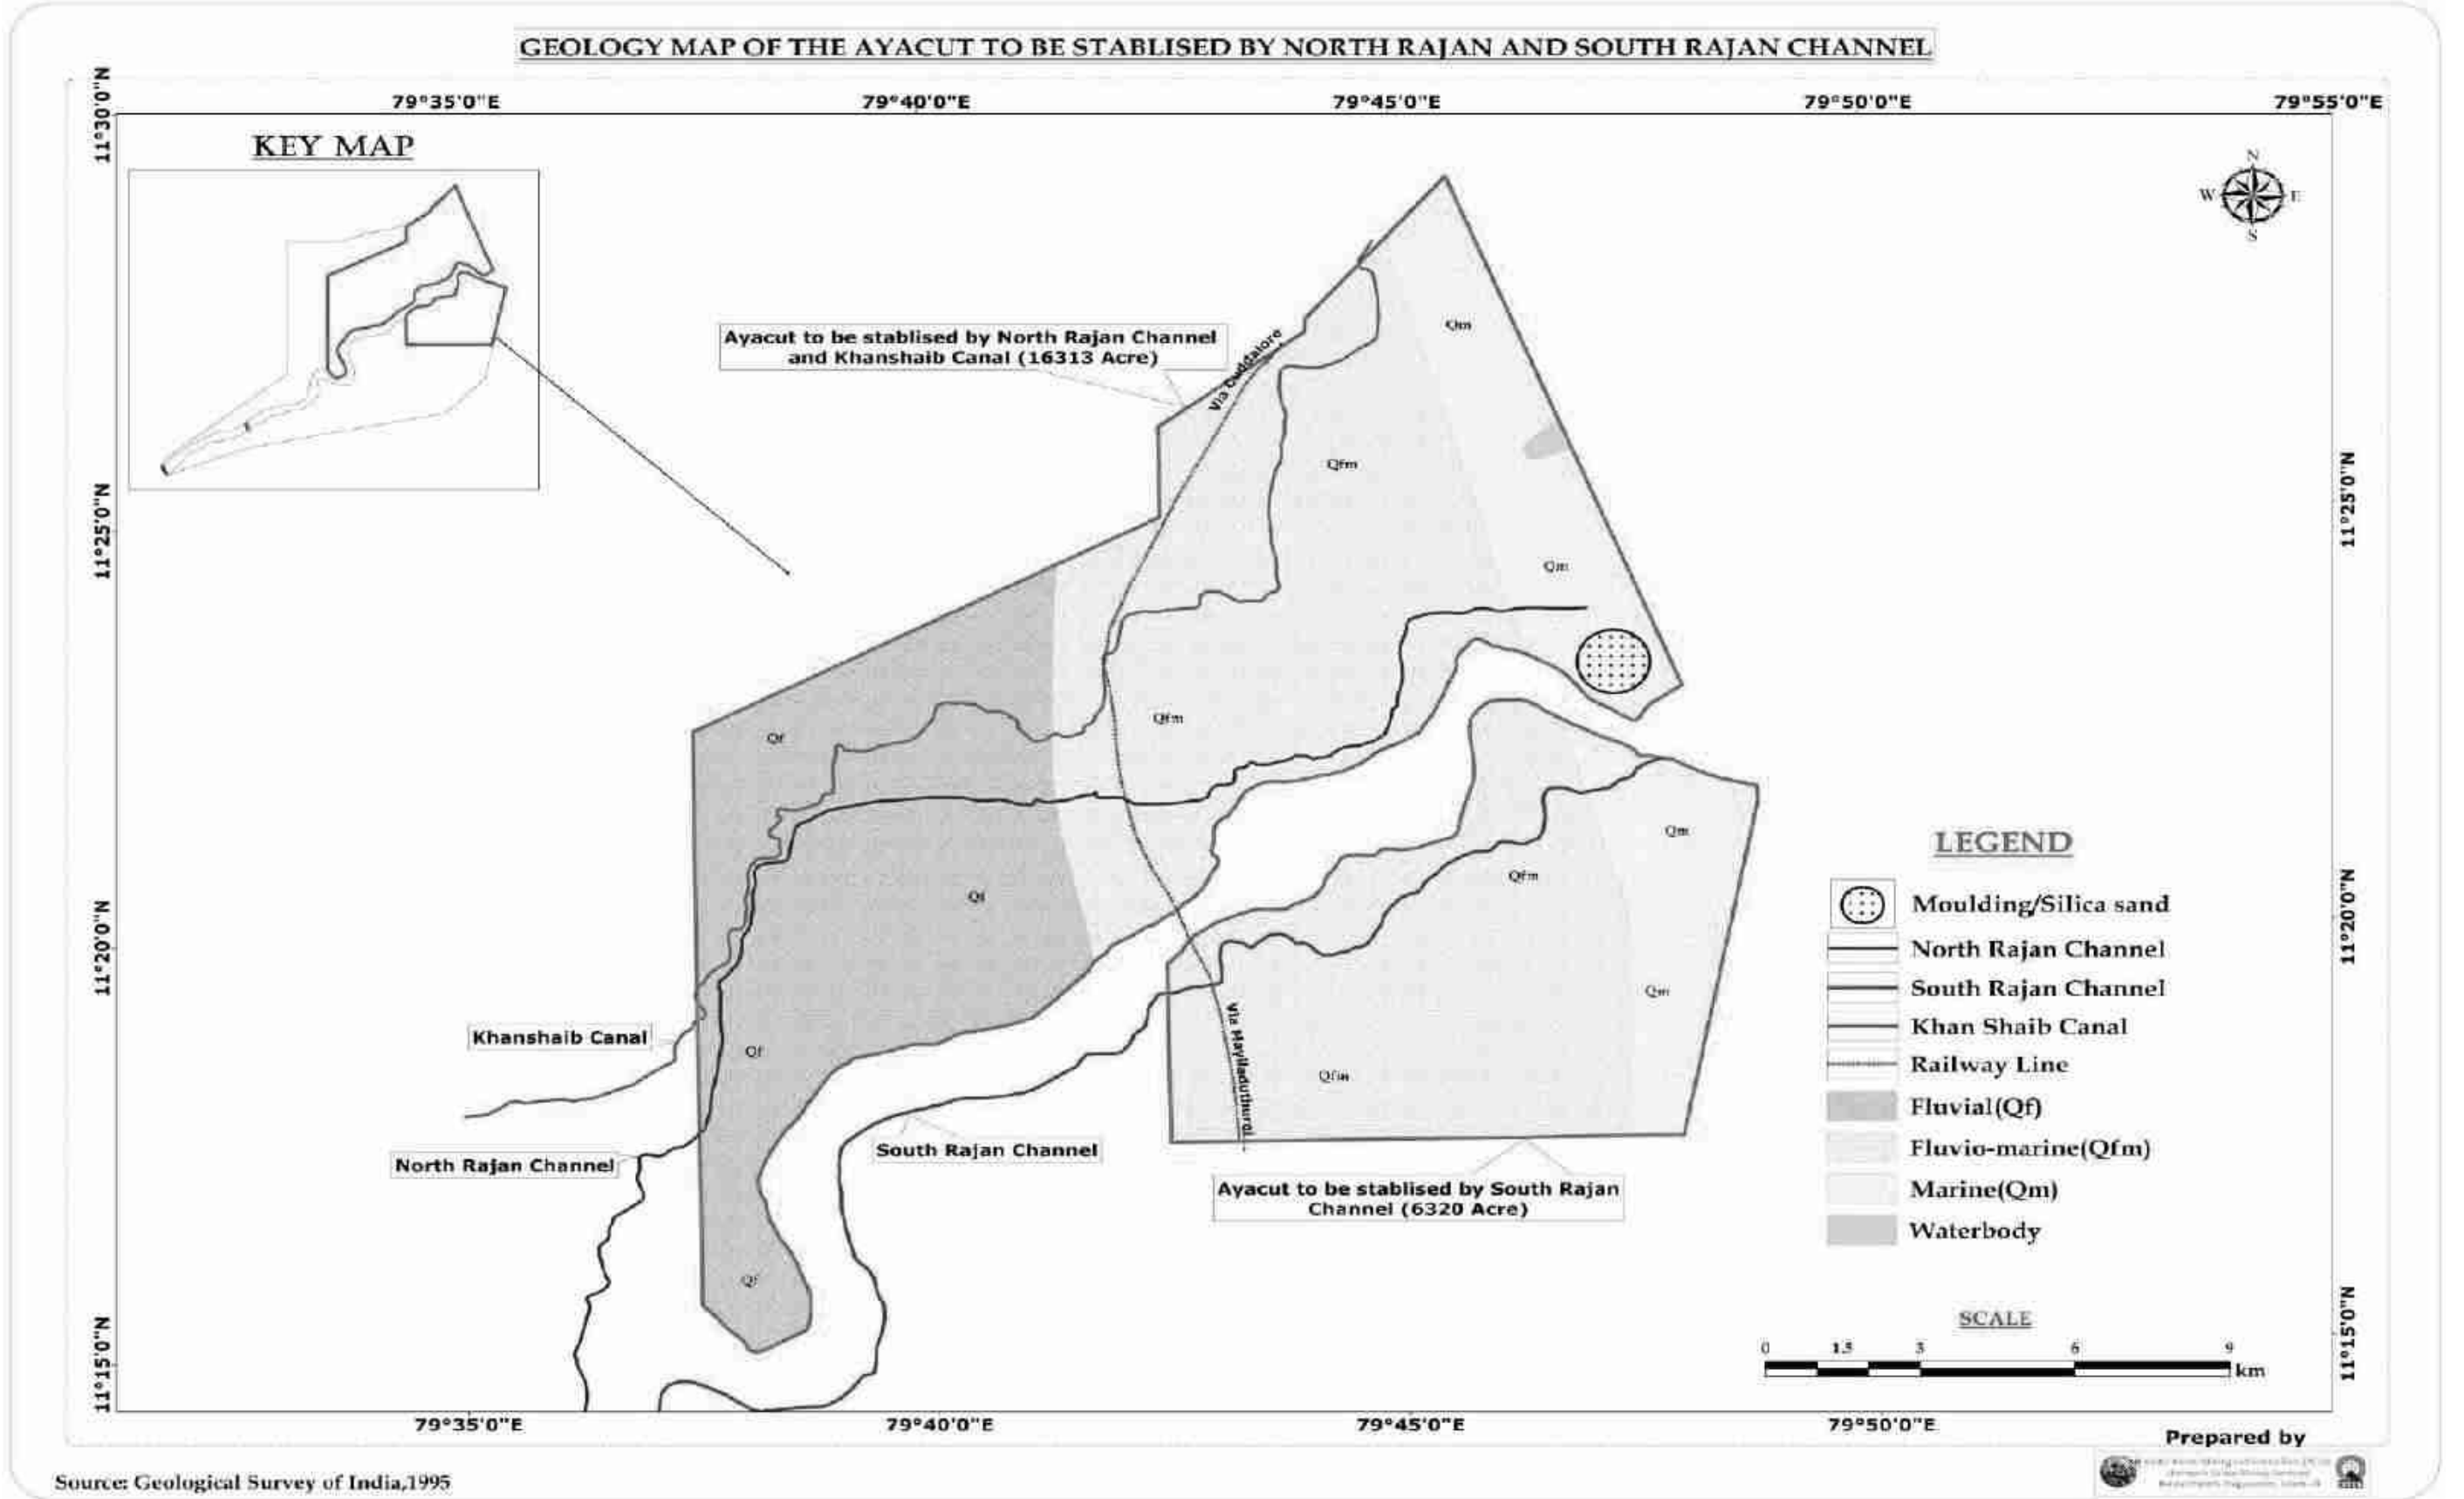 GEOLOGY MAP OF THE AYACUT TO BE STABLISED BY NORTH RAJAN AND SOUTH RAJAN CHANNEL
79°35'0"E
79°40'0"E
79°45'0"E
79°50'0"E
79°55'0"E
11°30'0"N
KEY MAP
N
W
E
S
Ayacut to be stablised by North Rajan Channel
and Khanshaib Canal (16313 Acre)
Via Cuddalore
Qm
Qfm
11°25'0"N
11°25'0"N
Qm
Qfm
Qf
Qm
Qfm
Qf
11°20'0"N
11°20'0"N
Qm
Khanshaib Canal
Qf
Qfm
North Rajan Channel
South Rajan Channel
Ayacut to be stablised by South Rajan
Channel (6320 Acre)
Qf
LEGEND
Moulding/Silica sand
North Rajan Channel
South Rajan Channel
Khan Shaib Canal
Railway Line
Fluvial(Qf)
Fluvio-marine(Qfm)
Marine(Qm)
Waterbody
SCALE
0 1.5 3 6 9
km
11°15'0"N
11°15'0"N
79°35'0"E
79°40'0"E
79°45'0"E
79°50'0"E
Prepared by
Source: Geological Survey of India,1995